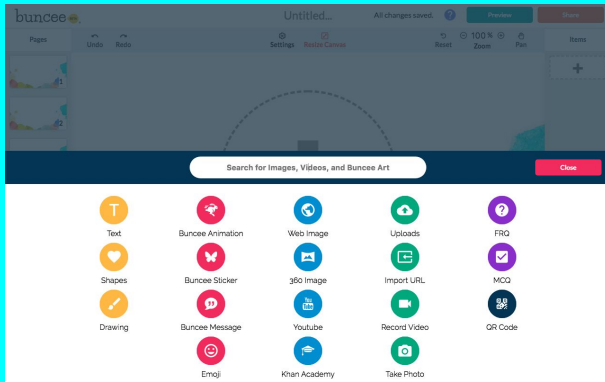 buncee
Untitled...
All changes saved.
?
Preview
Share
Pages
Undo
Redo
Settings
Resize Canvas
Reset
100 %
Zoom
Pan
Items
#1
#2
Search for Images, Videos, and Buncee Art
Close
Text
Buncee Animation
Web Image
Uploads
FRQ
Shapes
Buncee Sticker
360 Image
Import URL
MCQ
Drawing
Buncee Message
Youtube
Record Video
QR Code
Emoji
Khan Academy
Take Photo